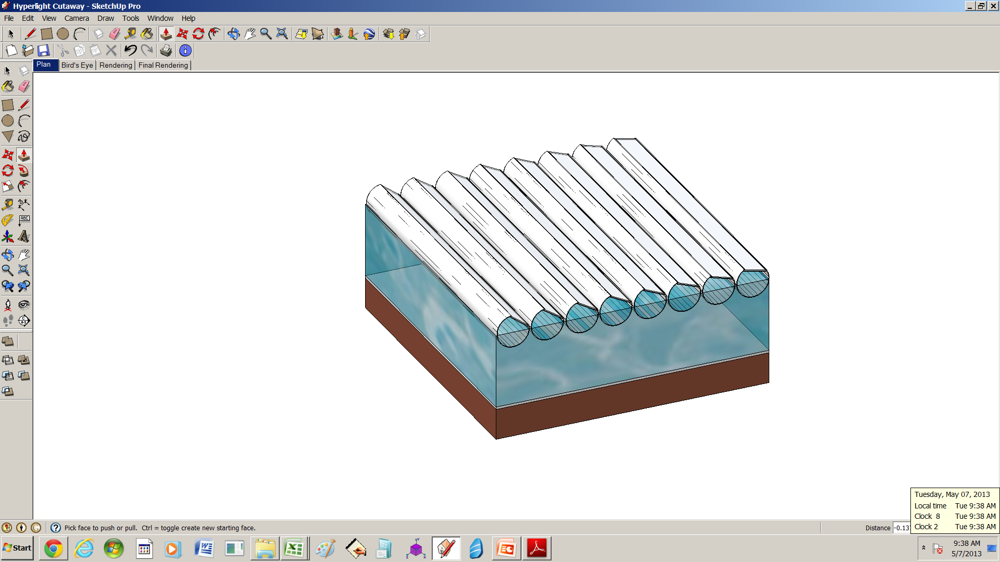 Hyperlight Cutaway - SketchUp Pro
File Edit View Camera Draw Tools Window Help
Plan Bird's Eye Rendering Final Rendering
ABC
Tuesday, May 07, 2013
Local time Tue 9:38 AM
Clock 8 Tue 9:38 AM
Clock 2 Tue 9:38 AM
Pick face to push or pull. Ctrl = toggle create new starting face.
Distance
Start
9:38 AM
5/7/2013